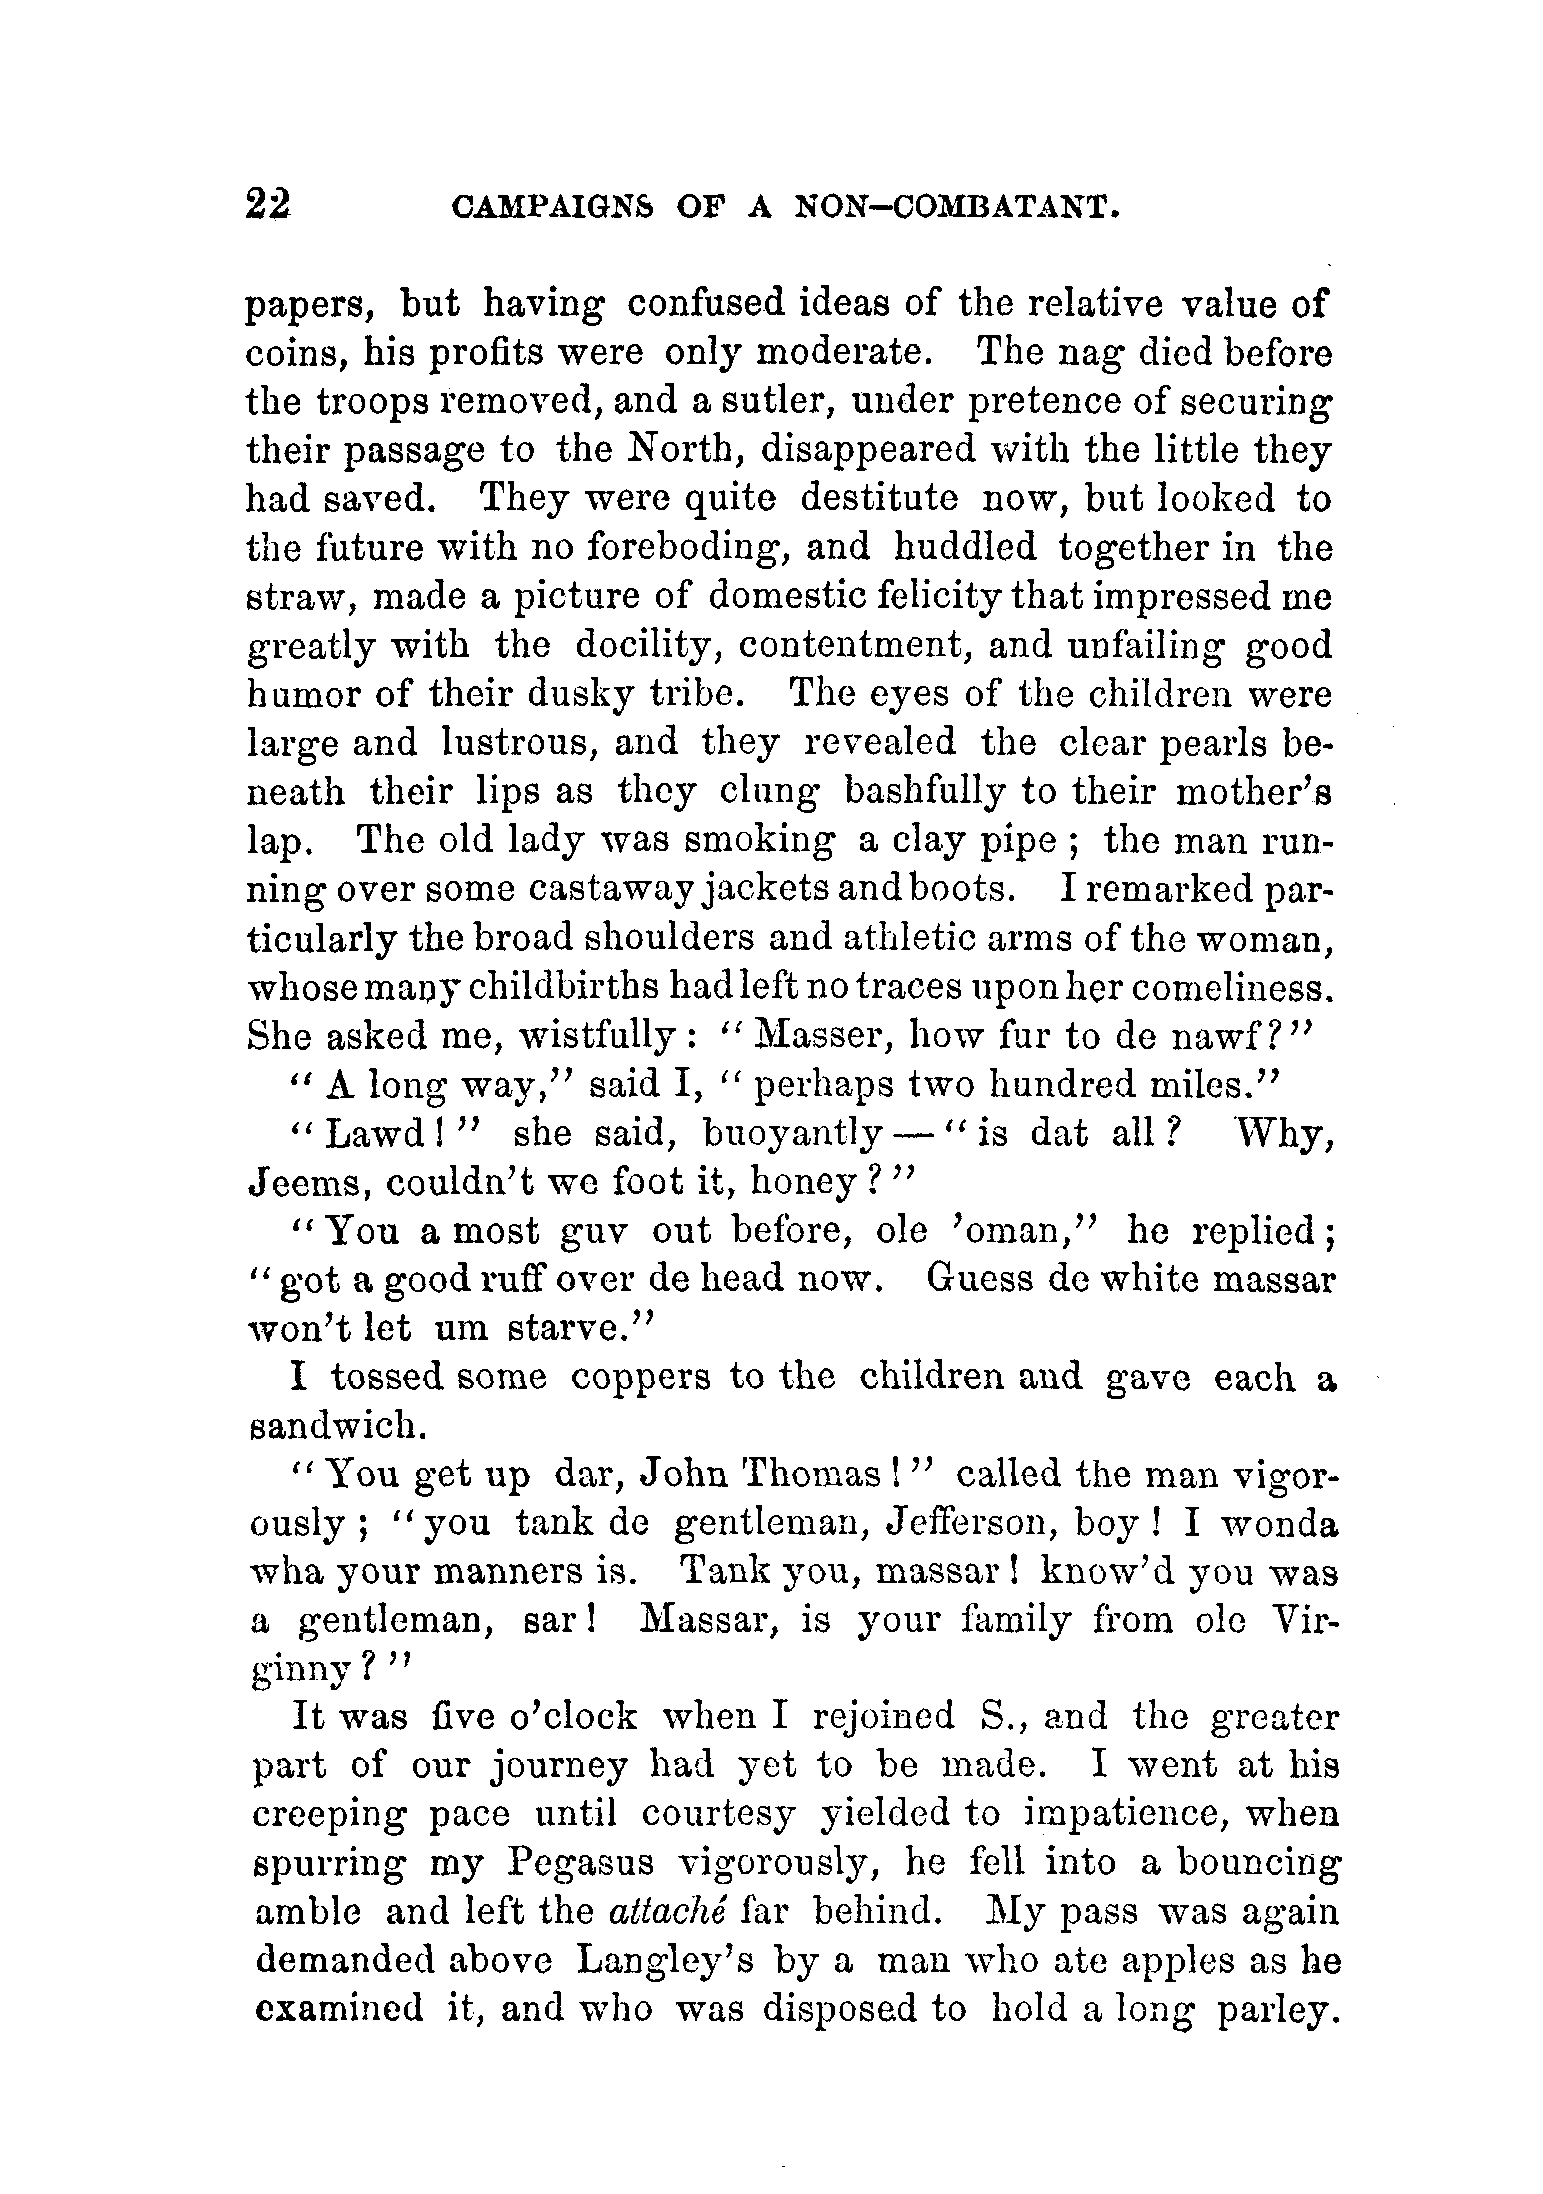 22 CAMPAIGNS OF A NON-COMBATANT.
papers, but having confused ideas of the relative value of
coins, his profits were only moderate. The nag died before
the troops removed, and a sutler, under pretence of securing
their passage to the North, disappeared with the little they
had saved. They were quite destitute now, but looked to
the future with no foreboding, and huddled together in the
straw, made a picture of domestic felicity that impressed me
greatly with the docility, contentment, and unfailing good
humor of their dusky tribe. The eyes of the children were
large and lustrous, and they revealed the clear pearls be-
neath their lips as they clung bashfully to their mother's
lap. The old lady was smoking a clay pipe; the man run-
ning over some castaway jackets and boots. I remarked par-
ticularly the broad shoulders and athletic arms of the woman,
whose many childbirths had left no traces upon her comeliness.
She asked me, wistfully: "Masser, how fur to de nawf?"
"A long way," said I, "perhaps two hundred miles."
"Lawd!" she said, buoyantly — "is dat all? Why,
Jeems, couldn't we foot it, honey?"
"You a most guv out before, ole 'oman," he replied;
"got a good ruff over de head now. Guess de white massar
won't let um starve."
I tossed some coppers to the children and gave each a
sandwich.
"You get up dar, John Thomas!" called the man vigor-
ously; "you tank de gentleman, Jefferson, boy! I wonda
wha your manners is. Tank you, massar! know'd you was
a gentleman, sar! Massar, is your family from ole Vir-
ginny?"
It was five o'clock when I rejoined S., and the greater
part of our journey had yet to be made. I went at his
creeping pace until courtesy yielded to impatience, when
spurring my Pegasus vigorously, he fell into a bouncing
amble and left the attaché far behind. My pass was again
demanded above Langley's by a man who ate apples as he
examined it, and who was disposed to hold a long parley.